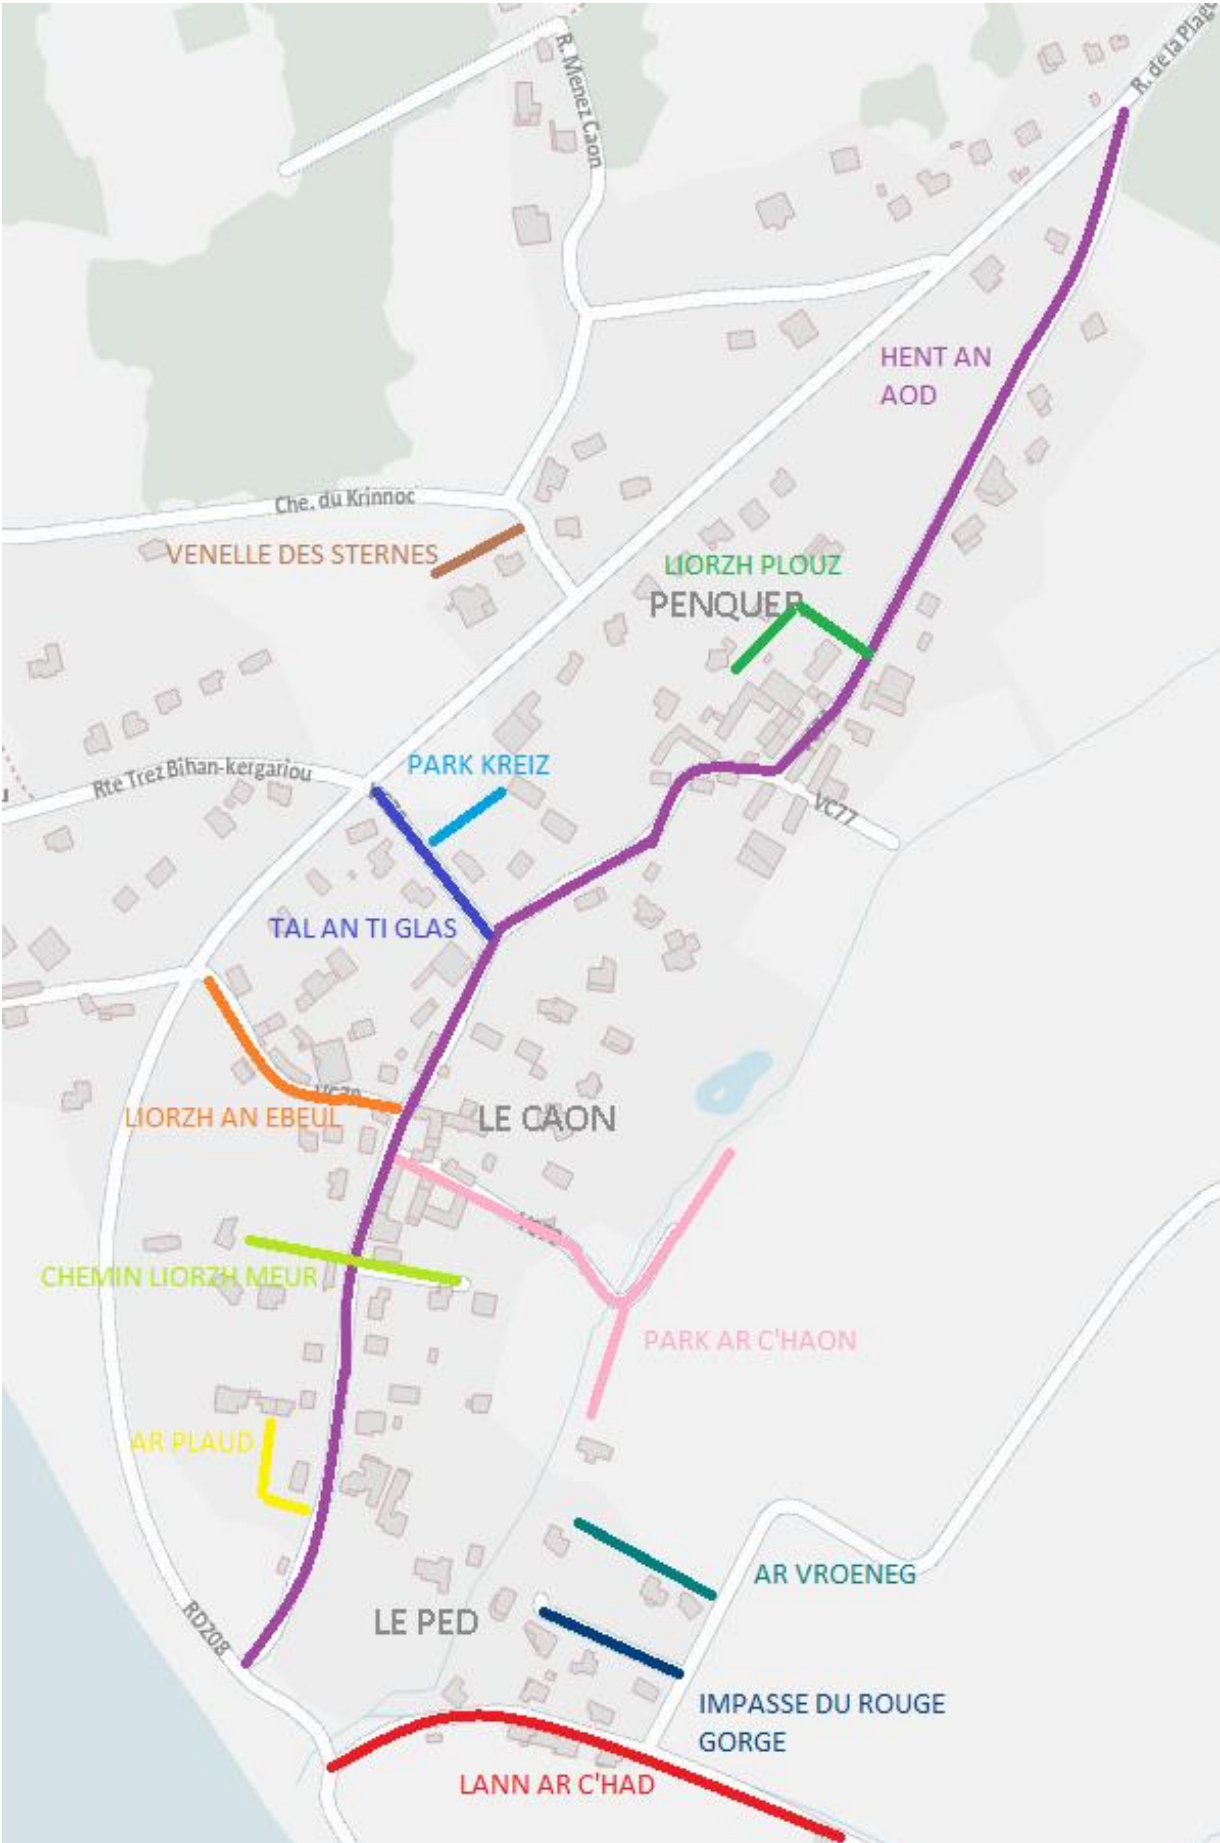 R. de la Plage
R. Menez Caon
HENT AN
AOD
Che. du Krinnoc
VENELLE DES STERNES
LIORZH PLOUZ
PENQUER
PARK KREIZ
Rte Trez Bihan-kergariou
VC77
TAL AN TI GLAS
LIORZH AN EBEUL
LE CAON
CHEMIN LIORZH MEUR
PARK AR C'HAON
AR PLAUD
AR VROENEG
LE PED
RD208
IMPASSE DU ROUGE
GORGE
LANN AR C'HAD